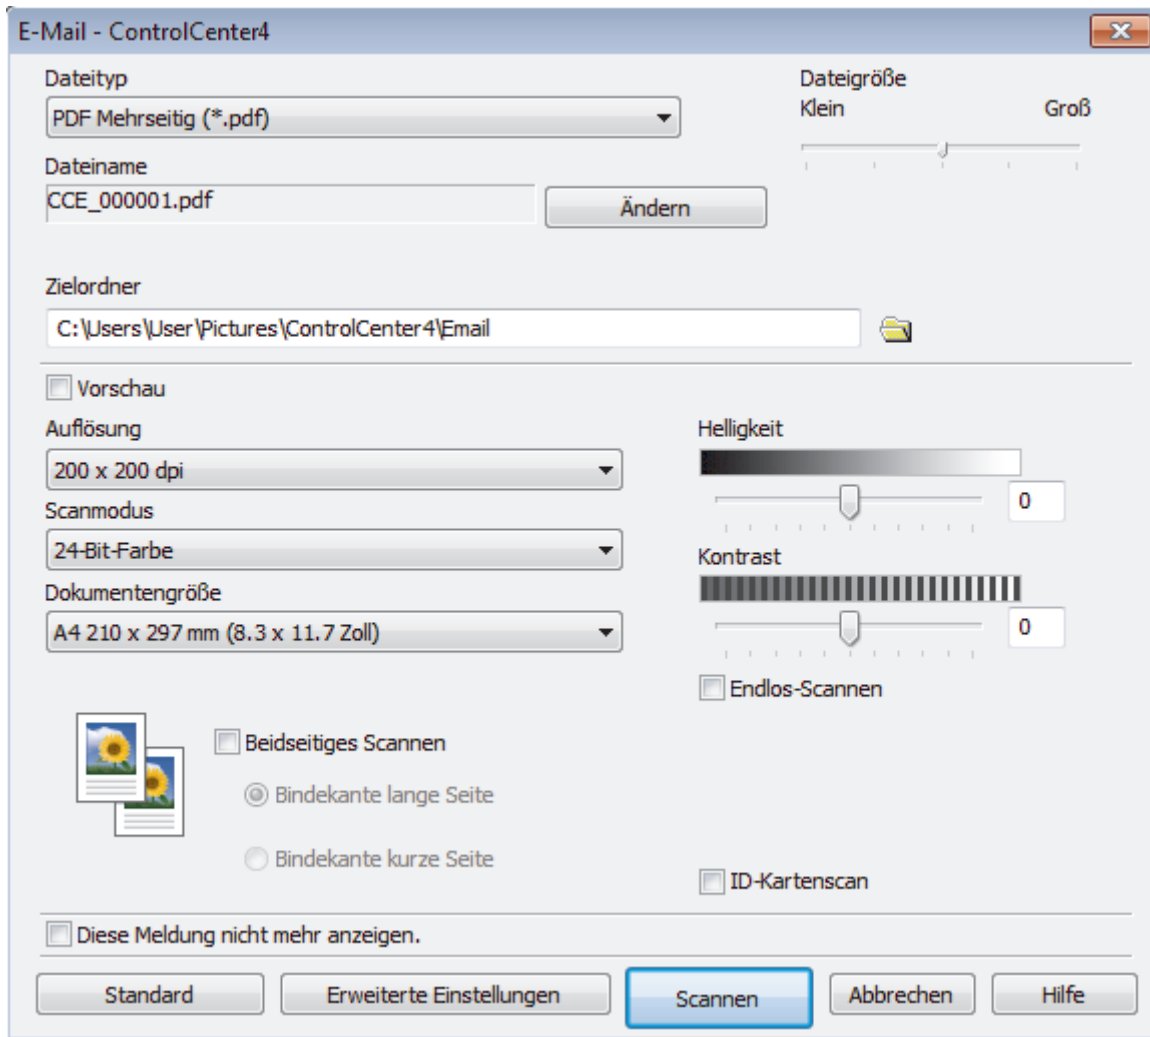 E-Mail - ControlCenter4
Dateityp
PDF Mehrseitig (*.pdf)
Dateigröße
Klein Groß
Dateiname
CCE_000001.pdf
Ändern
Zielordner
C:\Users\User\Pictures\ControlCenter4\Email
Vorschau
Auflösung
200 x 200 dpi
Scanmodus
24-Bit-Farbe
Dokumentengröße
A4 210 x 297 mm (8.3 x 11.7 Zoll)
Helligkeit
0
Kontrast
0
Endlos-Scannen
Beidseitiges Scannen
Bindekante lange Seite
Bindekante kurze Seite
ID-Kartenscan
Diese Meldung nicht mehr anzeigen.
Standard Erweiterte Einstellungen Scannen Abbrechen Hilfe